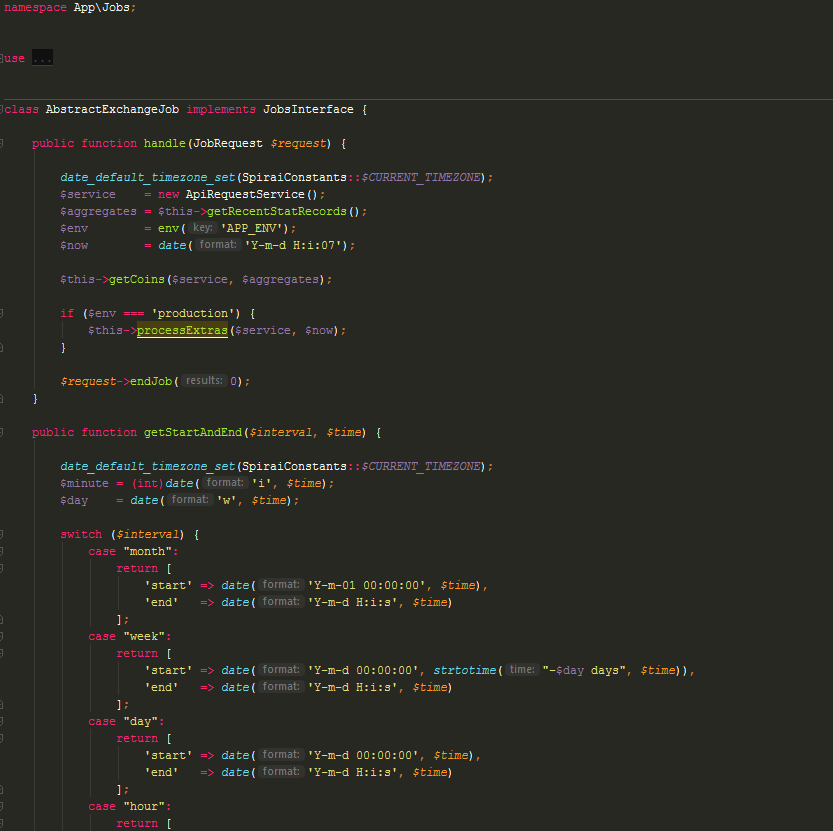 namespace App\Jobs;
use ...
class AbstractExchangeJob implements JobsInterface {
public function handle(JobRequest $request) {
date_default_timezone_set(SpiraiConstants::$CURRENT_TIMEZONE);
$service    = new ApiRequestService();
$aggregates = $this->getRecentStatRecords();
$env        = env( key: 'APP_ENV');
$now        = date( format: 'Y-m-d H:i:07');
$this->getCoins($service, $aggregates);
if ($env === 'production') {
$this->processExtras($service, $now);
}
$request->endJob( results: 0);
}
public function getStartAndEnd($interval, $time) {
date_default_timezone_set(SpiraiConstants::$CURRENT_TIMEZONE);
$minute = (int)date( format: 'i', $time);
$day    = date( format: 'w', $time);
switch ($interval) {
case "month":
return [
'start' => date( format: 'Y-m-01 00:00:00', $time),
'end'   => date( format: 'Y-m-d H:i:s', $time)
];
case "week":
return [
'start' => date( format: 'Y-m-d 00:00:00', strtotime( time: "-$day days", $time)),
'end'   => date( format: 'Y-m-d H:i:s', $time)
];
case "day":
return [
'start' => date( format: 'Y-m-d 00:00:00', $time),
'end'   => date( format: 'Y-m-d H:i:s', $time)
];
case "hour":
return [